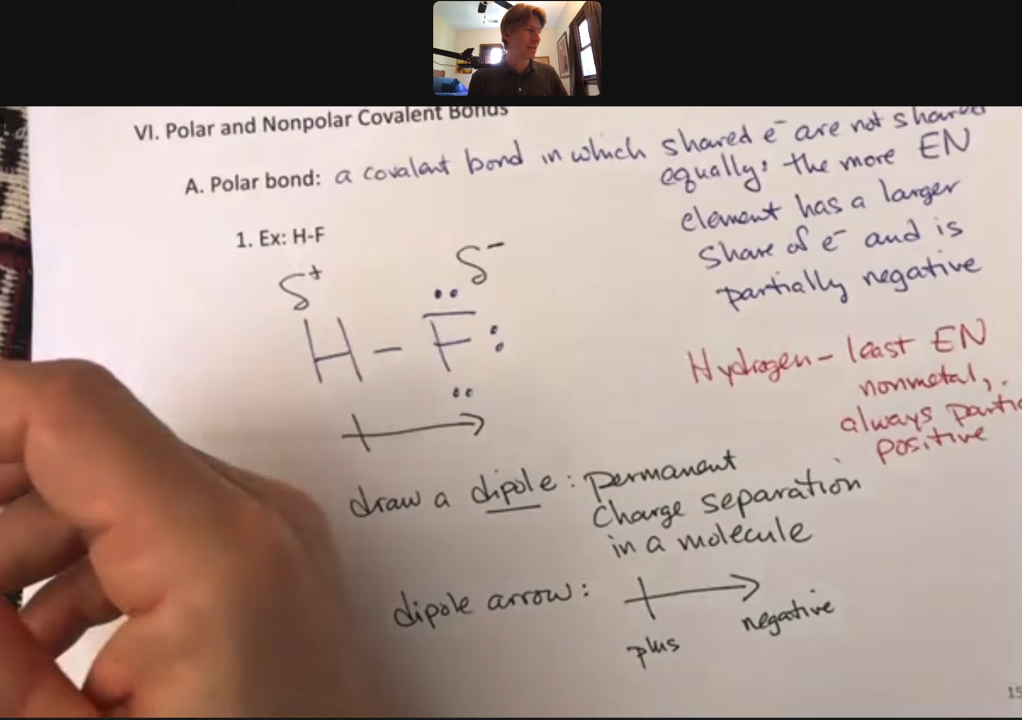 VI. Polar and Nonpolar Covalent Bonds
A. Polar bond: a covalent bond in which shared e⁻ are not shared
equally: the more EN
element has a larger
share of e⁻ and is
partially negative
1. Ex: H-F
δ⁺ δ⁻
H – F
Hydrogen – least EN
nonmetal,
always
positive
draw a dipole: permanent
charge separation
in a molecule
dipole arrow:
plus negative
15